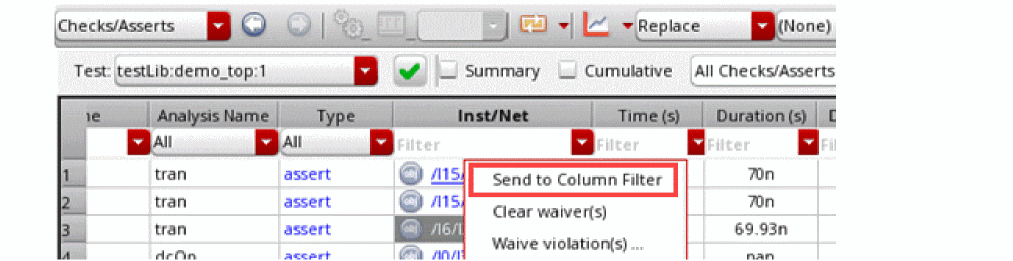 Checks/Asserts Replace (None)
Test: testLib:demo_top:1 Summary Cumulative All Checks/Asserts
Analysis Name Type Inst/Net Time (s) Duration (s)
All All Filter Filter Filter
1 tran assert /I15/ 70n
Send to Column Filter
2 tran assert /I15/ 70n
Clear waiver(s)
3 tran assert /I6/ 69.93n
Waive violation(s) ...
4 dcOp assert /I0/ nan